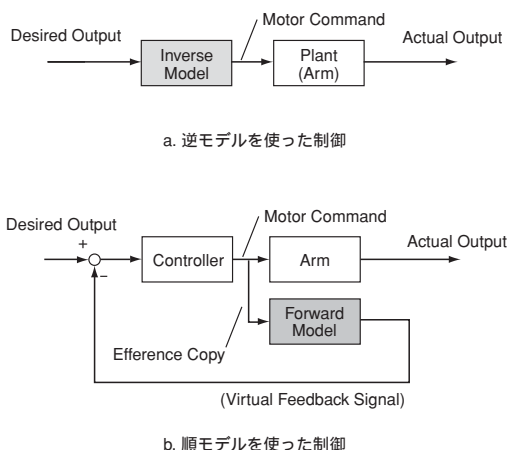 Motor Command
Desired Output
Actual Output
Inverse
Model
Plant
(Arm)
a. 逆モデルを使った制御
Motor Command
Desired Output
Actual Output
+
−
Controller
Arm
Forward
Model
Efference Copy
(Virtual Feedback Signal)
b. 順モデルを使った制御